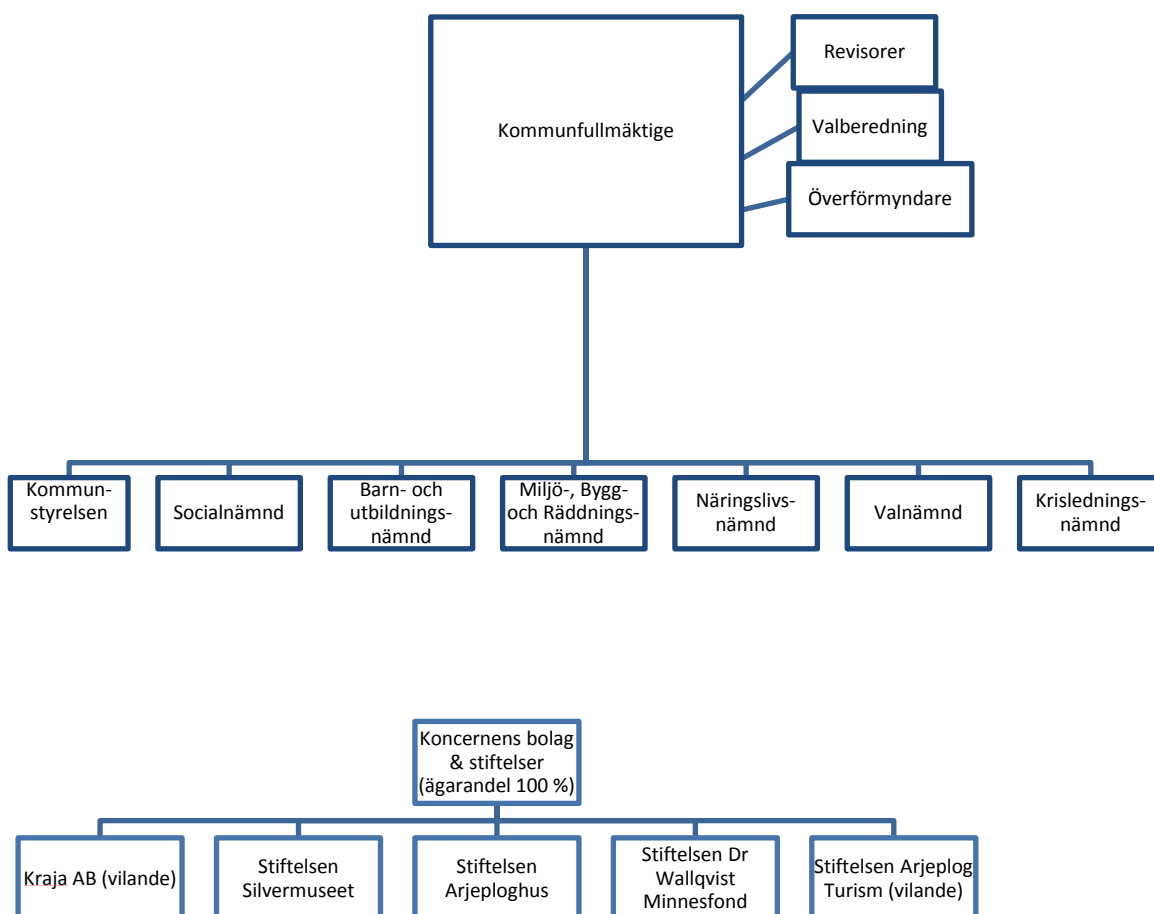 Revisorer
Kommunfullmäktige
Valberedning
Överförmyndare
Kommun-
styrelsen
Socialnämnd
Barn- och
utbildnings-
nämnd
Miljö-, Bygg-
och Räddnings-
nämnd
Näringslivs-
nämnd
Valnämnd
Krislednings-
nämnd
Koncernens bolag
& stiftelser
(ägarandel 100 %)
Kraja AB (vilande)
Stiftelsen
Silvermuseet
Stiftelsen
Arjeploghus
Stiftelsen Dr
Wallqvist
Minnesfond
Stiftelsen Arjeplog
Turism (vilande)